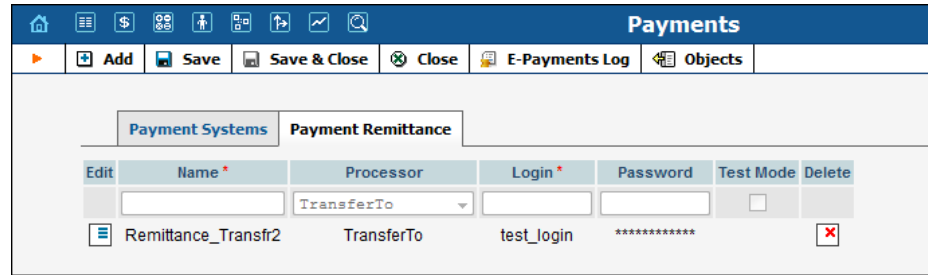 Payments
Add Save Save & Close Close E-Payments Log Objects
Payment Systems Payment Remittance
Edit Name * Processor Login * Password Test Mode Delete
TransferTo
Remittance_Transfr2 TransferTo test_login ************